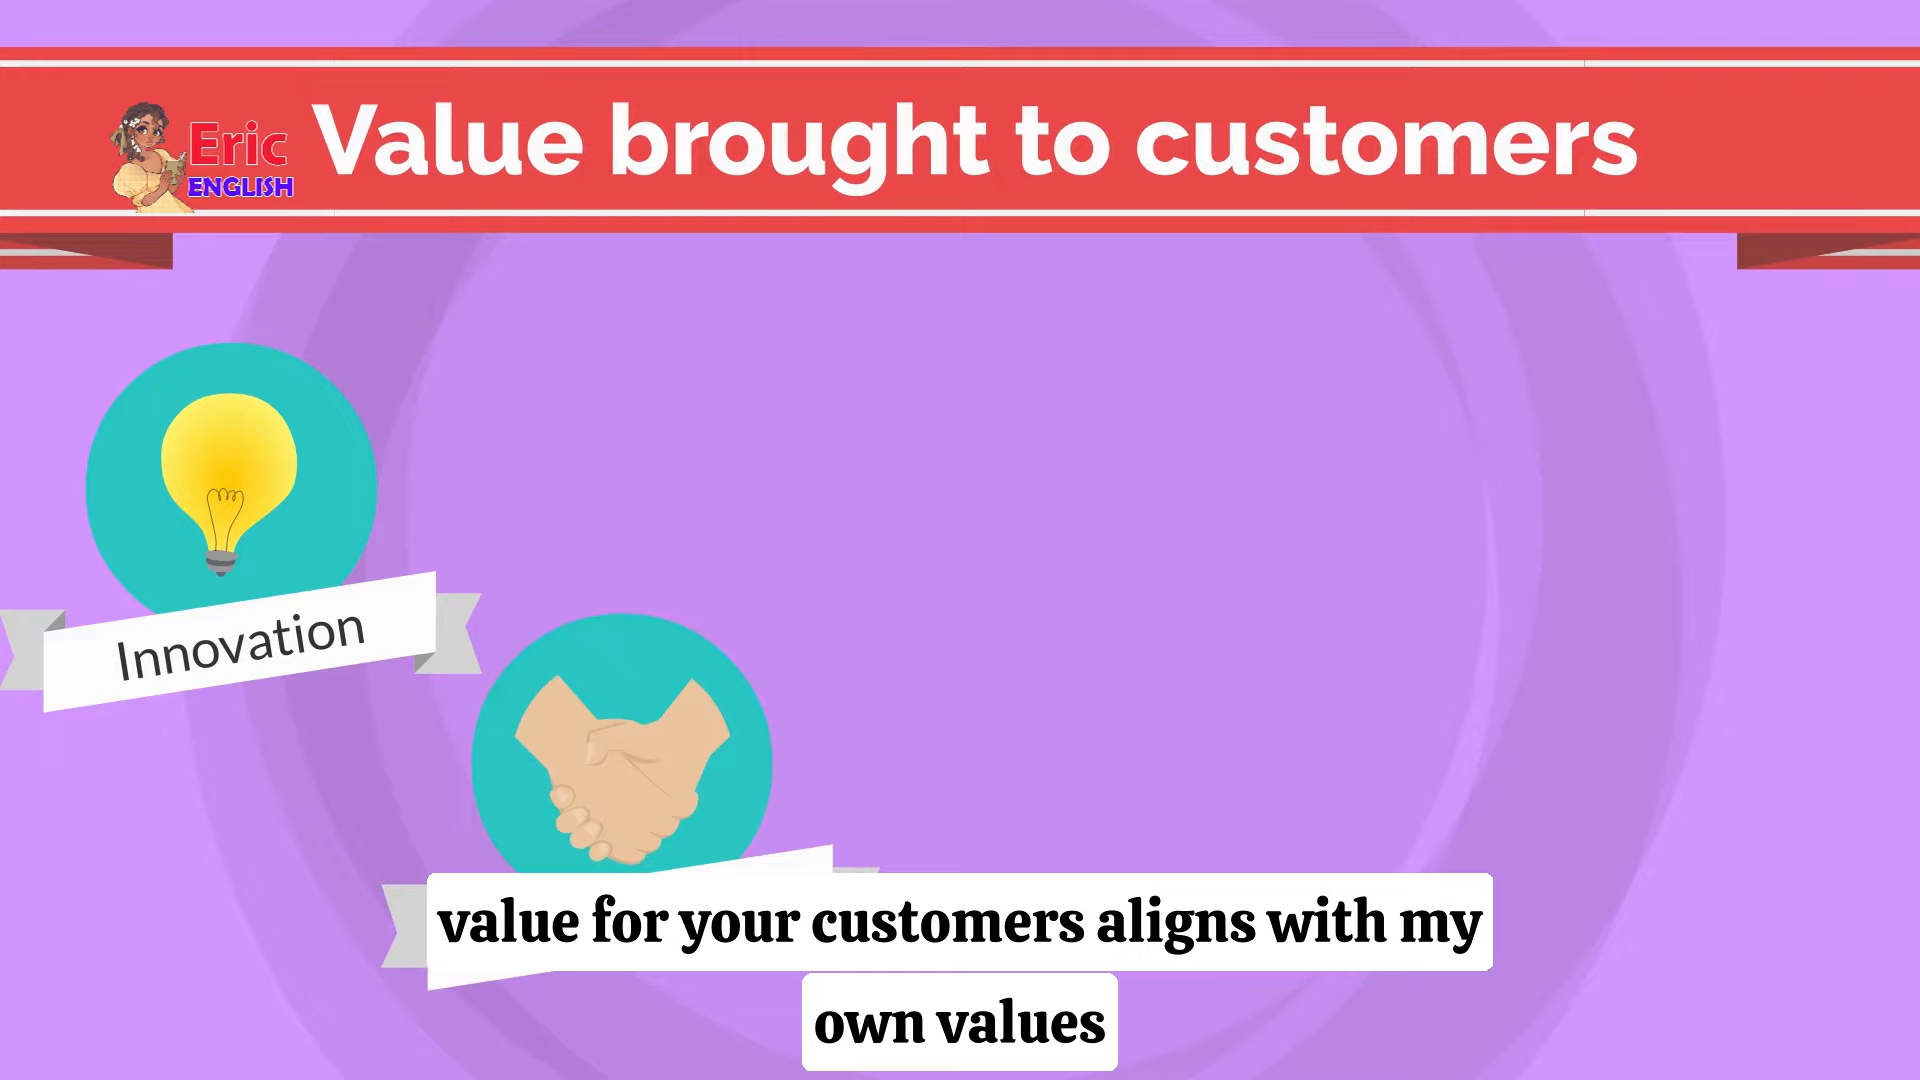 Eric
ENGLISH
Value brought to customers
Innovation
value for your customers aligns with my
own values